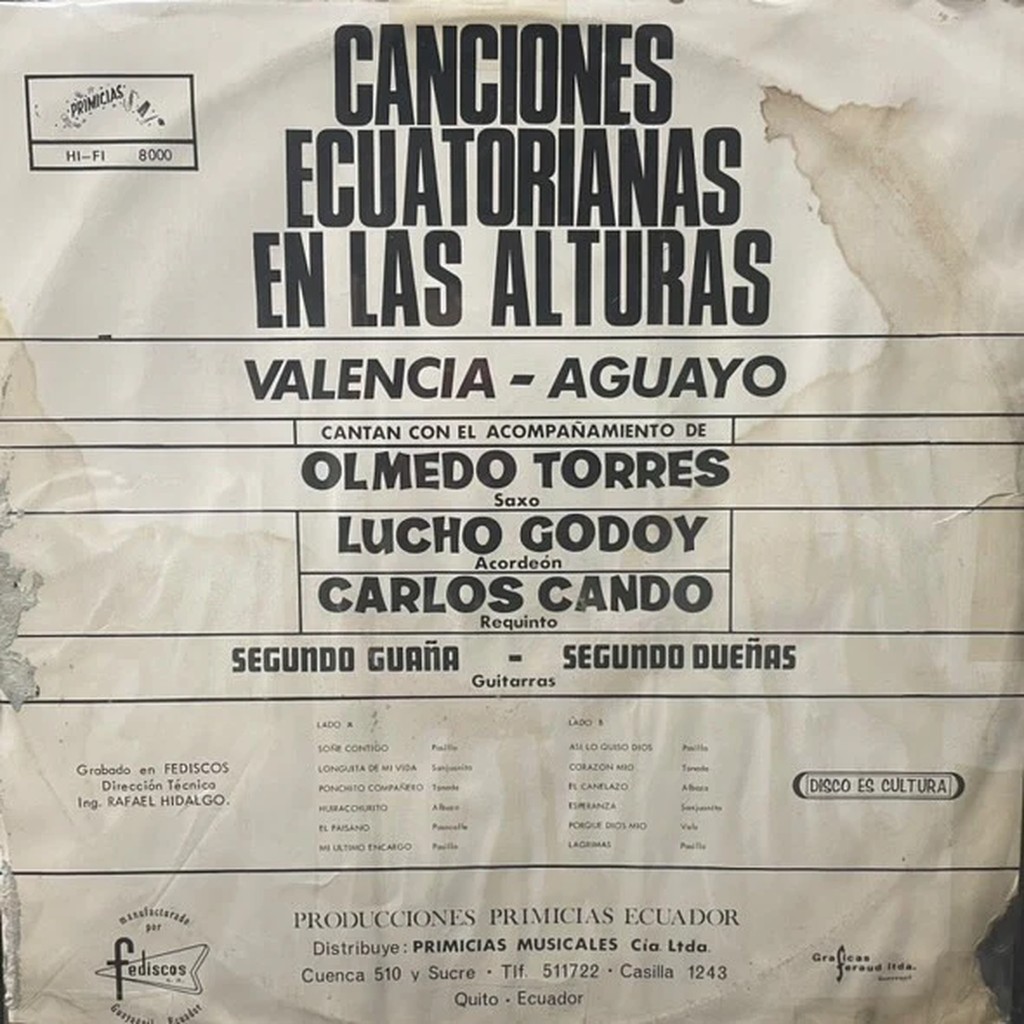 CANCIONES
ECUATORIANAS
EN LAS ALTURAS
PRIMICIAS S.A.
HI-FI 8000
VALENCIA - AGUAYO
CANTAN CON EL ACOMPAÑAMIENTO DE
OLMEDO TORRES
Saxo
LUCHO GODOY
Acordeón
CARLOS CANDO
Requinto
SEGUNDO GUAÑA - SEGUNDO DUEÑAS
Guitarras
Grabado en FEDISCOS
Dirección Técnica
Ing. RAFAEL HIDALGO.
LADO A
SOÑE CONTIGO Pasillo
LONGUITA DE MI VIDA Sanjuanito
PONCHITO COMPAÑERO Tonada
HUIRACHURITO Albazo
EL PAISANO Pasacalle
MI ULTIMO ENCARGO Pasillo
LADO B
ASI LO QUISO DIOS Pasillo
CORAZON MIO Tonada
EL CANELAZO Albazo
ESPERANZA Sanjuanito
PORQUE DIOS MIO Vals
LAGRIMAS Pasillo
DISCO ES CULTURA
manufacturado
por
fediscos
Guayaquil Ecuador
PRODUCCIONES PRIMICIAS ECUADOR
Distribuye: PRIMICIAS MUSICALES Cía. Ltda.
Cuenca 510 y Sucre · Tlf. 511722 · Casilla 1243
Quito - Ecuador
Graficas
feraud ltda.